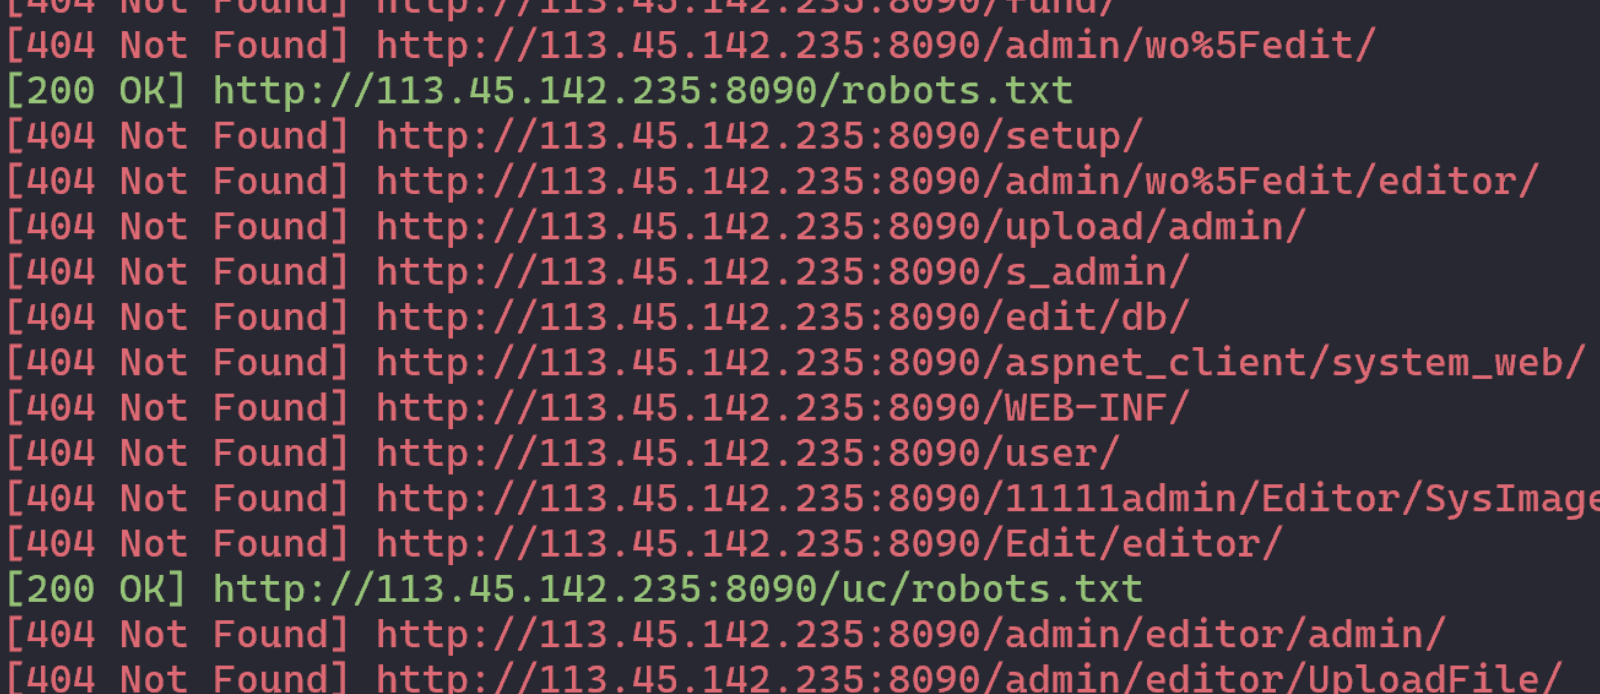 [404 Not Found] http://113.45.142.235:8090/fund/
[404 Not Found] http://113.45.142.235:8090/admin/wo%5Fedit/
[200 OK] http://113.45.142.235:8090/robots.txt
[404 Not Found] http://113.45.142.235:8090/setup/
[404 Not Found] http://113.45.142.235:8090/admin/wo%5Fedit/editor/
[404 Not Found] http://113.45.142.235:8090/upload/admin/
[404 Not Found] http://113.45.142.235:8090/s_admin/
[404 Not Found] http://113.45.142.235:8090/edit/db/
[404 Not Found] http://113.45.142.235:8090/aspnet_client/system_web/
[404 Not Found] http://113.45.142.235:8090/WEB-INF/
[404 Not Found] http://113.45.142.235:8090/user/
[404 Not Found] http://113.45.142.235:8090/11111admin/Editor/SysImage
[404 Not Found] http://113.45.142.235:8090/Edit/editor/
[200 OK] http://113.45.142.235:8090/uc/robots.txt
[404 Not Found] http://113.45.142.235:8090/admin/editor/admin/
[404 Not Found] http://113.45.142.235:8090/admin/editor/UploadFile/